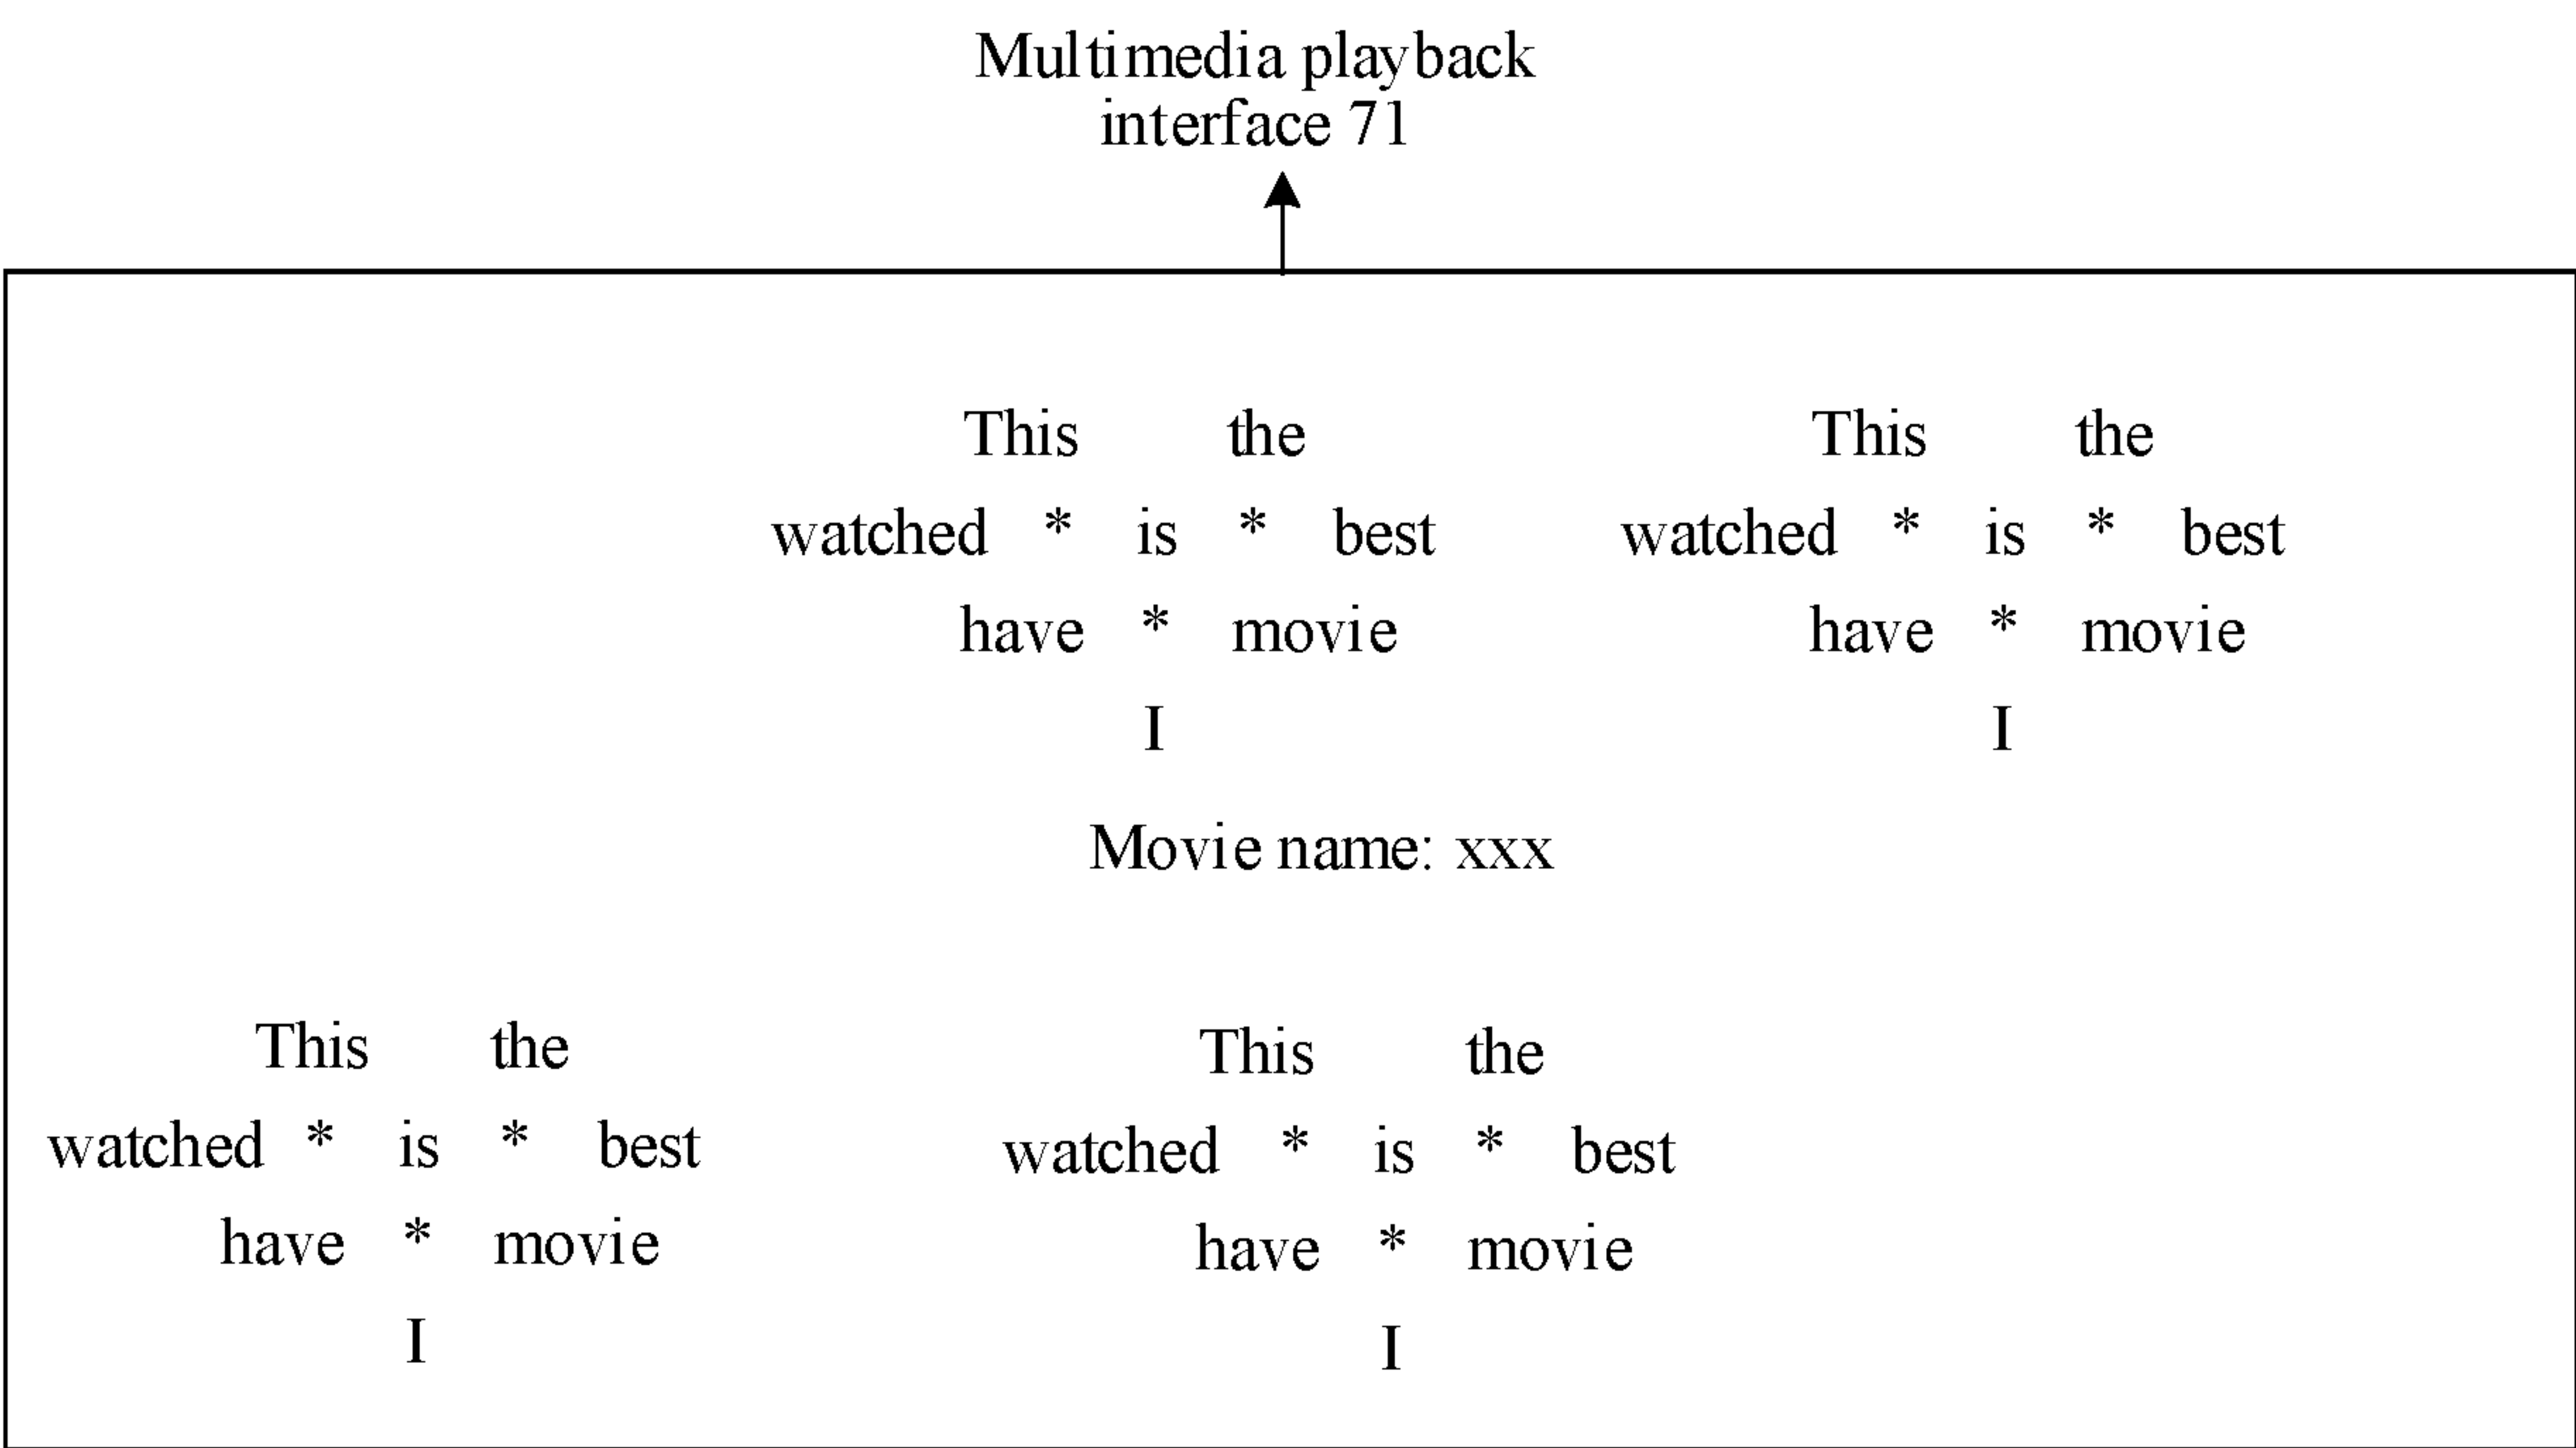 Multimedia playback
interface 71
This the
watched * is * best
have * movie
I
This the
watched * is * best
have * movie
I
Movie name: xxx
This the
watched * is * best
have * movie
I
This the
watched * is * best
have * movie
I